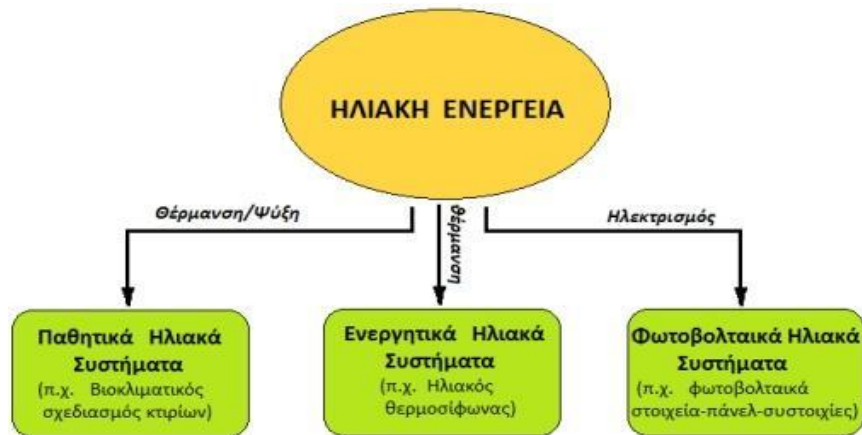 ΗΛΙΑΚΗ ΕΝΕΡΓΕΙΑ
Θέρμανση/Ψύξη
θέρμανση
Ηλεκτρισμός
Παθητικά Ηλιακά
Συστήματα
(π.χ. Βιοκλιματικός
σχεδιασμός κτιρίων)
Ενεργητικά Ηλιακά
Συστήματα
(π.χ. Ηλιακός
θερμοσίφωνας)
Φωτοβολταικά Ηλιακά
Συστήματα
(π.χ. φωτοβολταικά
στοιχεία-πάνελ-συστοιχίες)